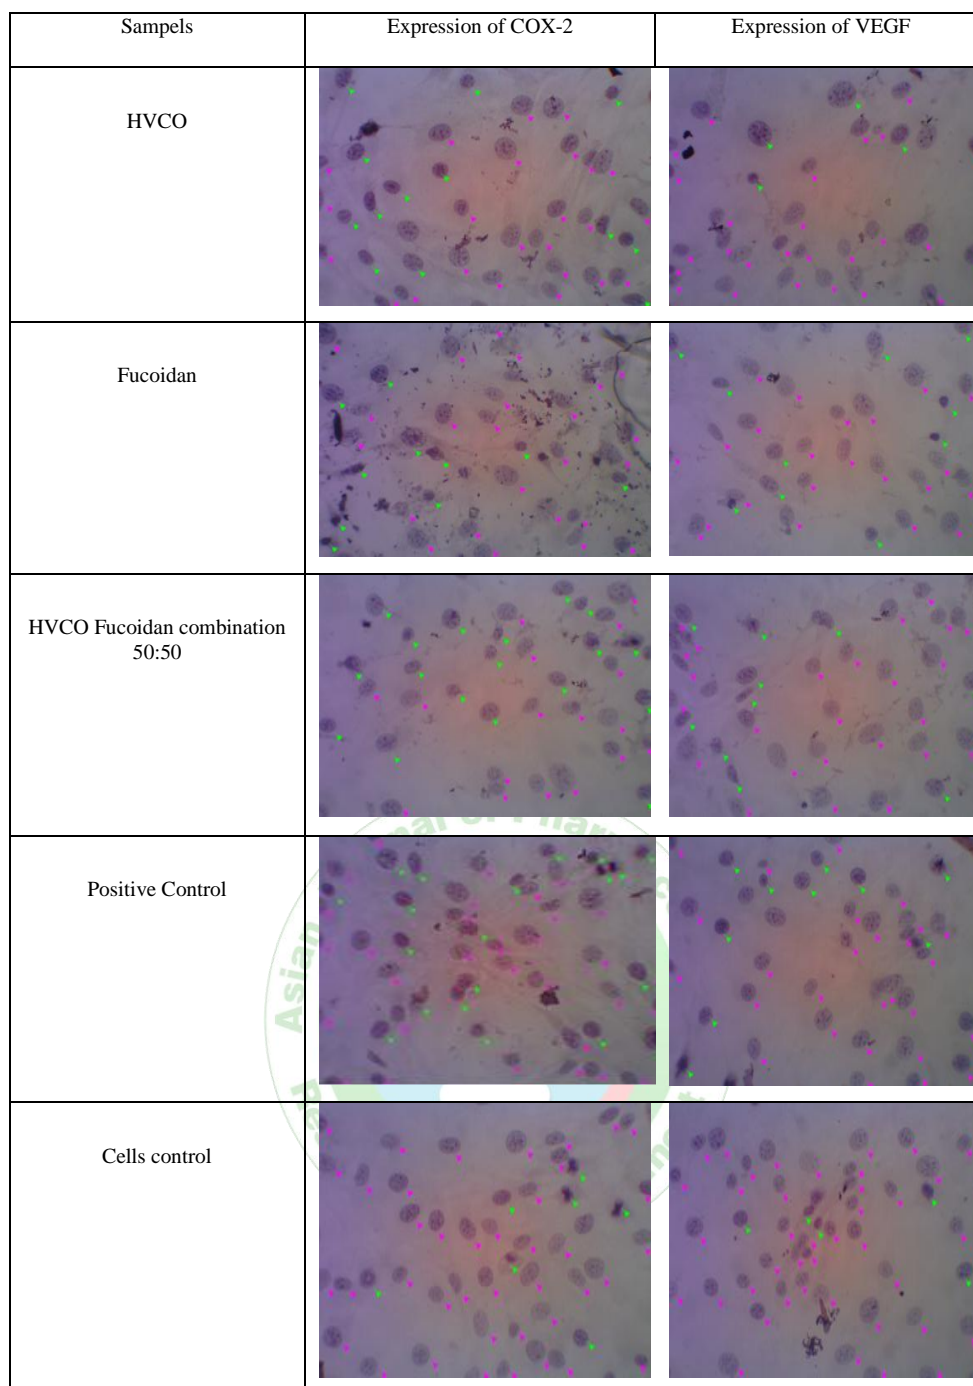 Sampels Expression of COX-2 Expression of VEGF
HVCO
Fucoidan
HVCO Fucoidan combination
50:50
Positive Control
Cells control
Asian